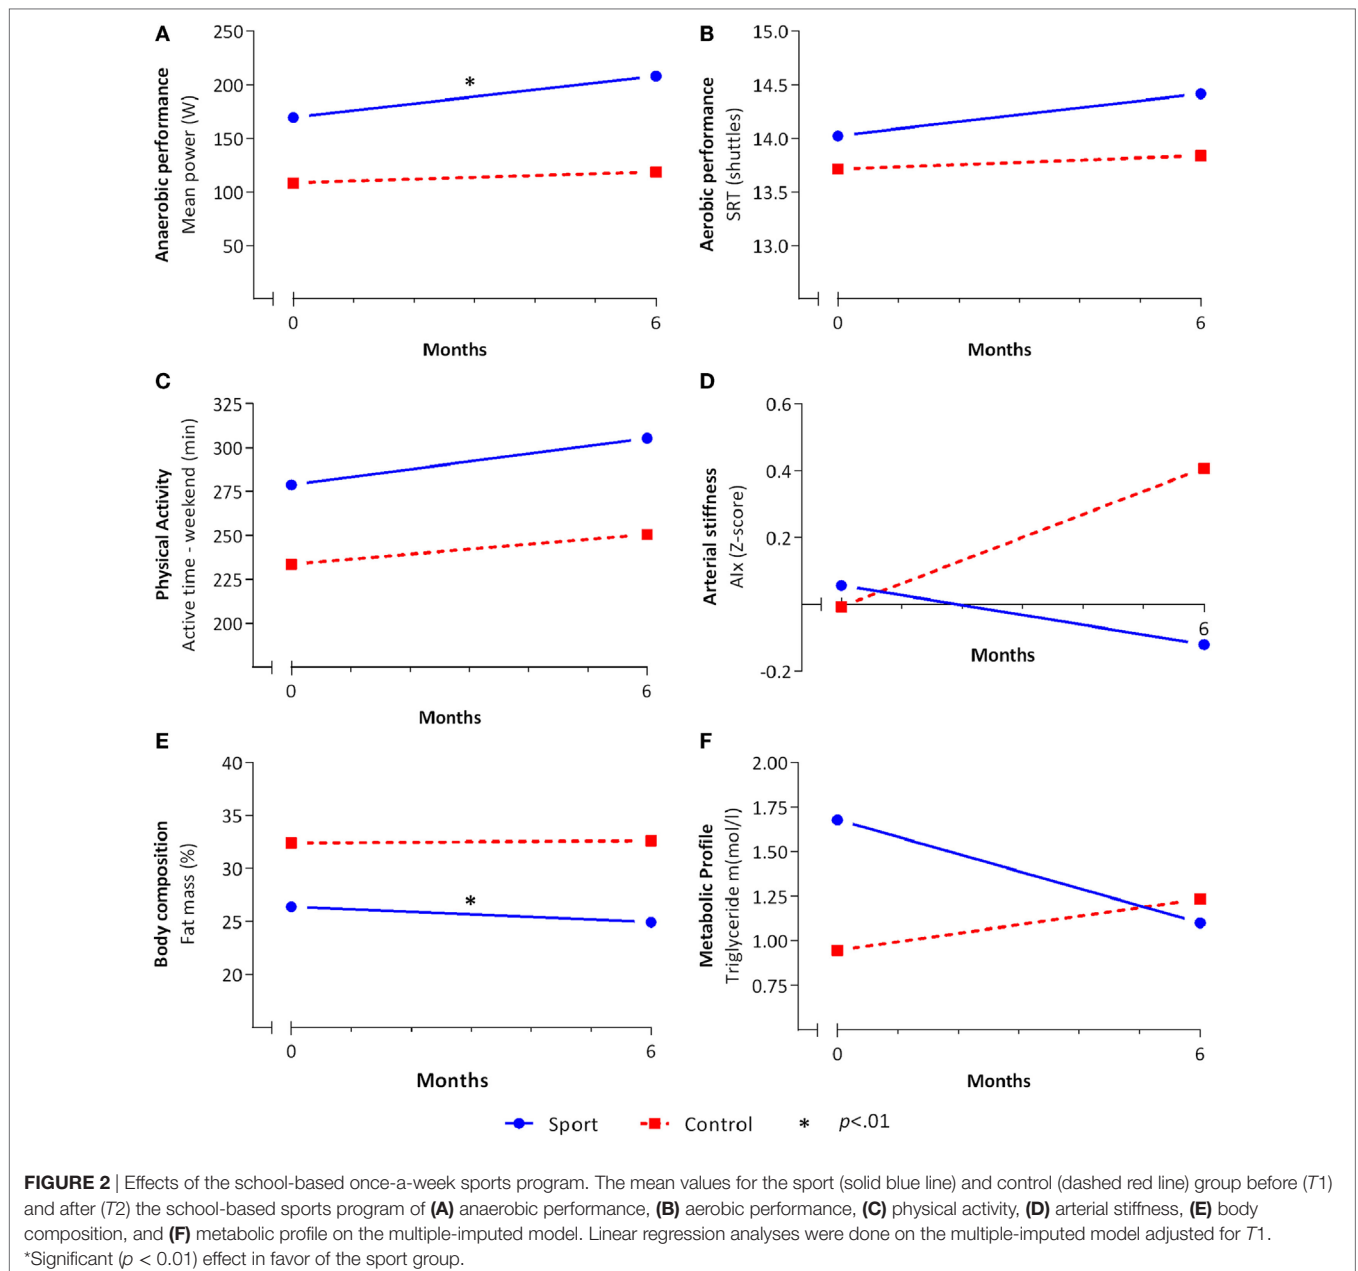 A
Anaerobic performance
Mean power (W)
250
200
150
100
50
*
0
6
Months
B
Aerobic performance
SRT (shuttles)
15.0
14.5
14.0
13.5
13.0
0
6
Months
C
Physical Activity
Active time - weekend (min)
325
300
275
250
225
200
0
6
Months
D
Arterial stiffness
AIx (Z-score)
0.6
0.4
0.2
-0.2
6
Months
E
Body composition
Fat mass (%)
40
35
30
25
20
*
0
6
Months
F
Metabolic Profile
Triglyceride m(mol/l)
2.00
1.75
1.50
1.25
1.00
0.75
0
6
Months
Sport
Control
* p<.01
FIGURE 2 | Effects of the school-based once-a-week sports program. The mean values for the sport (solid blue line) and control (dashed red line) group before (T1)
and after (T2) the school-based sports program of (A) anaerobic performance, (B) aerobic performance, (C) physical activity, (D) arterial stiffness, (E) body
composition, and (F) metabolic profile on the multiple-imputed model. Linear regression analyses were done on the multiple-imputed model adjusted for T1.
*Significant (p < 0.01) effect in favor of the sport group.